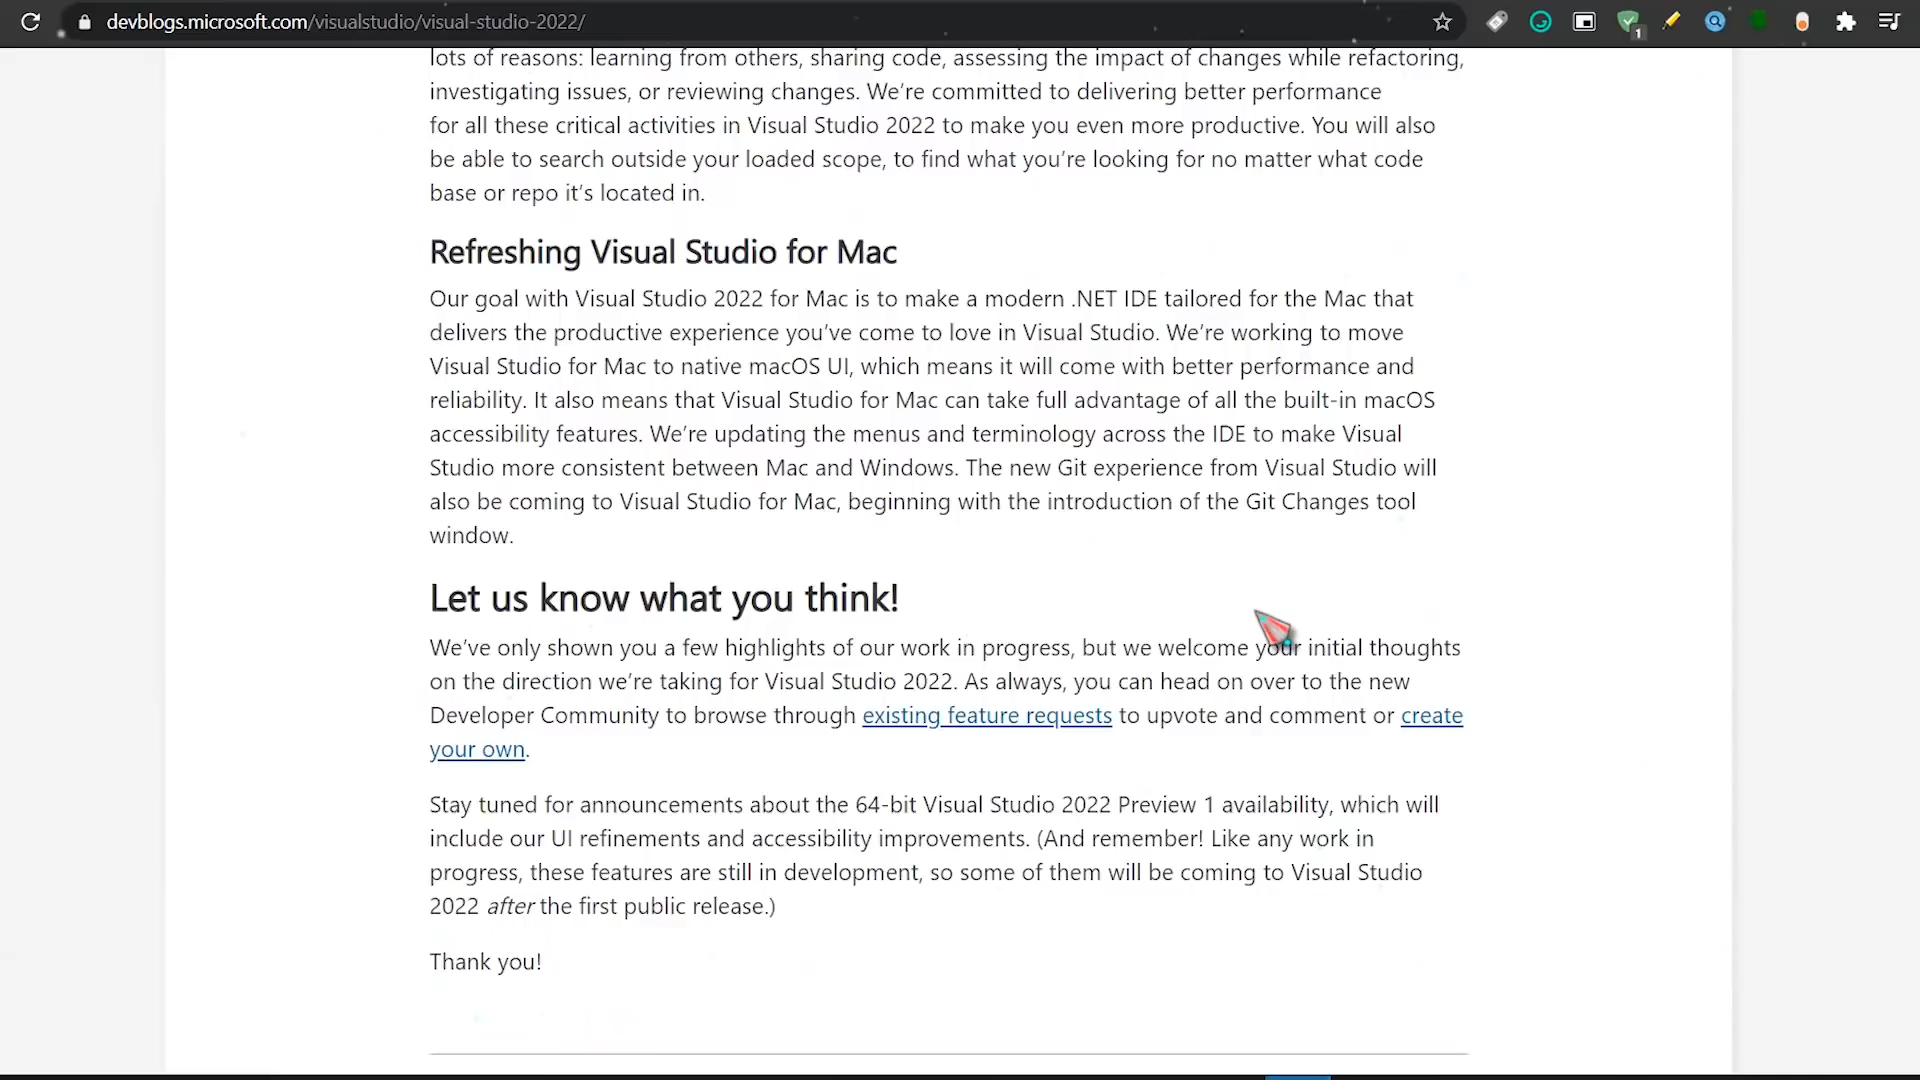 devblogs.microsoft.com/visualstudio/visual-studio-2022/
1
lots of reasons: learning from others, sharing code, assessing the impact of changes while refactoring,
investigating issues, or reviewing changes. We’re committed to delivering better performance
for all these critical activities in Visual Studio 2022 to make you even more productive. You will also
be able to search outside your loaded scope, to find what you’re looking for no matter what code
base or repo it’s located in.
Refreshing Visual Studio for Mac
Our goal with Visual Studio 2022 for Mac is to make a modern .NET IDE tailored for the Mac that
delivers the productive experience you’ve come to love in Visual Studio. We’re working to move
Visual Studio for Mac to native macOS UI, which means it will come with better performance and
reliability. It also means that Visual Studio for Mac can take full advantage of all the built-in macOS
accessibility features. We’re updating the menus and terminology across the IDE to make Visual
Studio more consistent between Mac and Windows. The new Git experience from Visual Studio will
also be coming to Visual Studio for Mac, beginning with the introduction of the Git Changes tool
window.
Let us know what you think!
We’ve only shown you a few highlights of our work in progress, but we welcome your initial thoughts
on the direction we’re taking for Visual Studio 2022. As always, you can head on over to the new
Developer Community to browse through existing feature requests to upvote and comment or create
your own.
Stay tuned for announcements about the 64-bit Visual Studio 2022 Preview 1 availability, which will
include our UI refinements and accessibility improvements. (And remember! Like any work in
progress, these features are still in development, so some of them will be coming to Visual Studio
2022 after the first public release.)
Thank you!